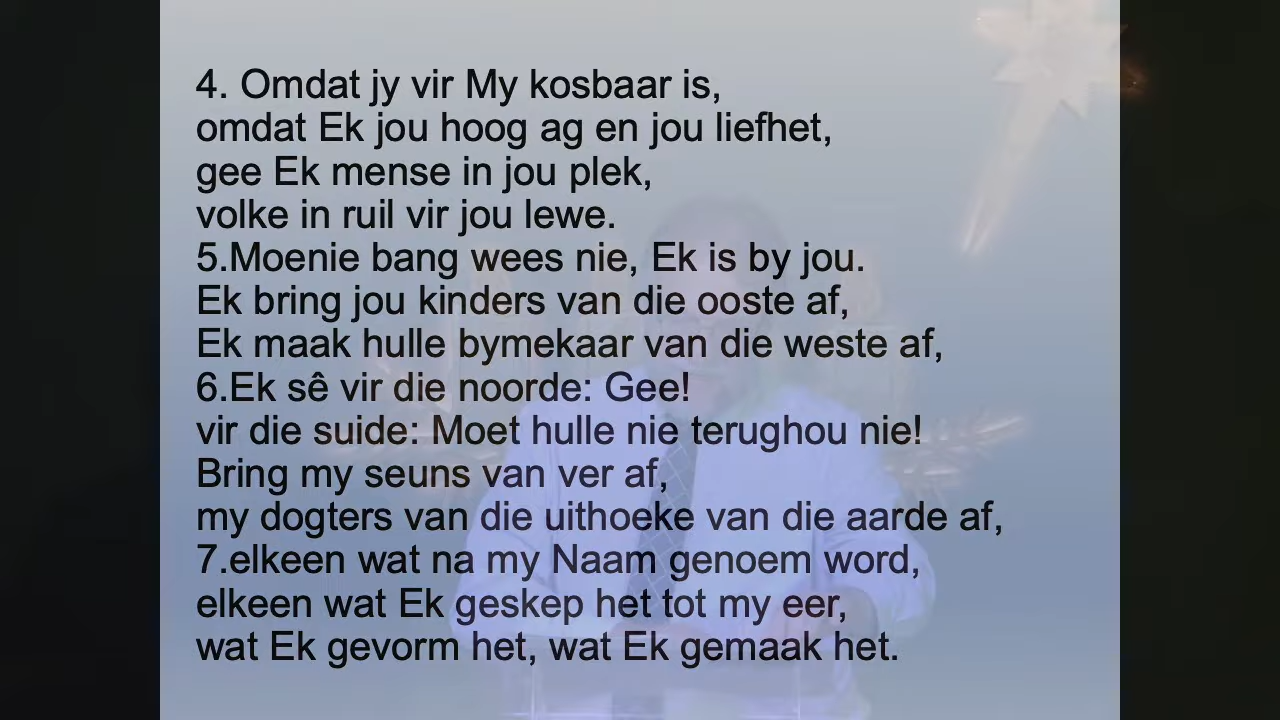 4. Omdat jy vir My kosbaar is,
omdat Ek jou hoog ag en jou liefhet,
gee Ek mense in jou plek,
volke in ruil vir jou lewe.
5.Moenie bang wees nie, Ek is by jou.
Ek bring jou kinders van die ooste af,
Ek maak hulle bymekaar van die weste af,
6.Ek sê vir die noorde: Gee!
vir die suide: Moet hulle nie terughou nie!
Bring my seuns van ver af,
my dogters van die uithoeke van die aarde af,
7.elkeen wat na my Naam genoem word,
elkeen wat Ek geskep het tot my eer,
wat Ek gevorm het, wat Ek gemaak het.